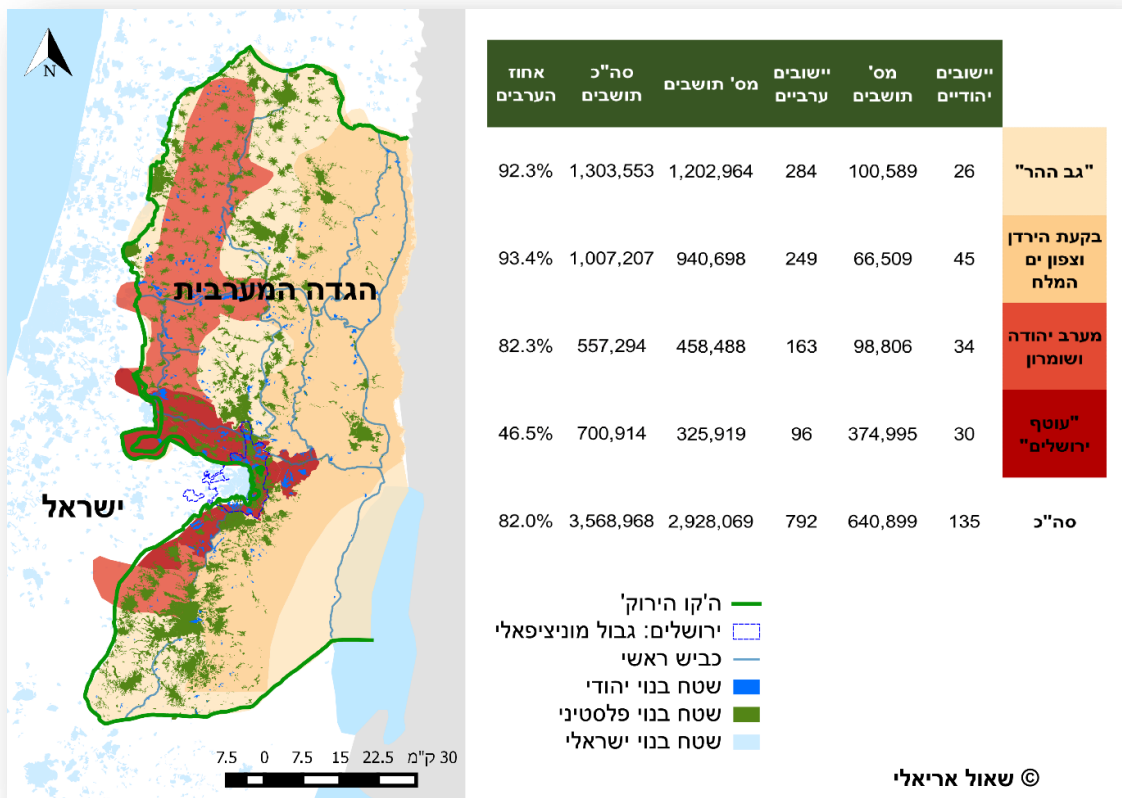 N
הגדה המערבית
ישראל
7.5 0 7.5 15 22.5 30 ק"מ
יישובים יהודיים	מס' תושבים	יישובים ערביים	מס' תושבים	סה"כ תושבים	אחוז הערבים
"גב ההר"	26	100,589	284	1,202,964	1,303,553	92.3%
בקעת הירדן וצפון ים המלח	45	66,509	249	940,698	1,007,207	93.4%
מערב יהודה ושומרון	34	98,806	163	458,488	557,294	82.3%
"עוטף ירושלים"	30	374,995	96	325,919	700,914	46.5%
סה"כ	135	640,899	792	2,928,069	3,568,968	82.0%
ה'קו הירוק'
ירושלים: גבול מוניציפאלי
כביש ראשי
שטח בנוי יהודי
שטח בנוי פלסטיני
שטח בנוי ישראלי
© שאול אריאלי